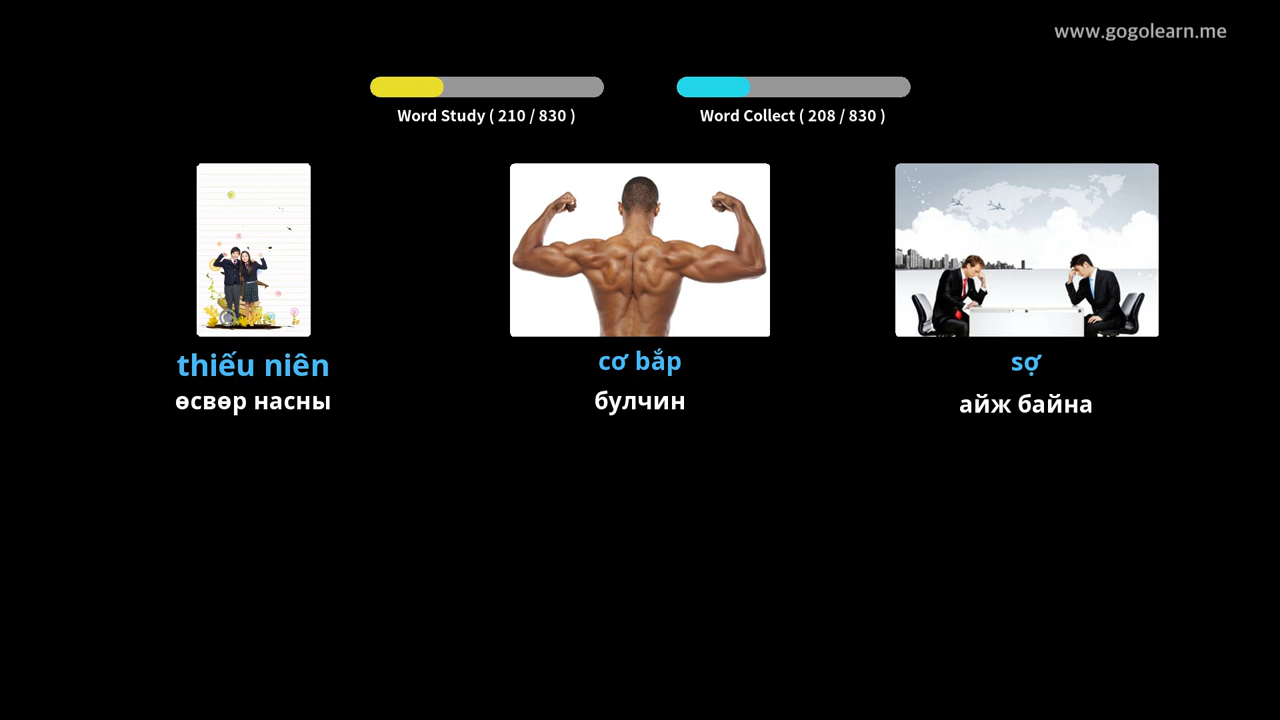 www.gogolearn.me
Word Study ( 210 / 830 )
Word Collect ( 208 / 830 )
thiếu niên
өсвөр насны
cơ bắp
булчин
sợ
айж байна